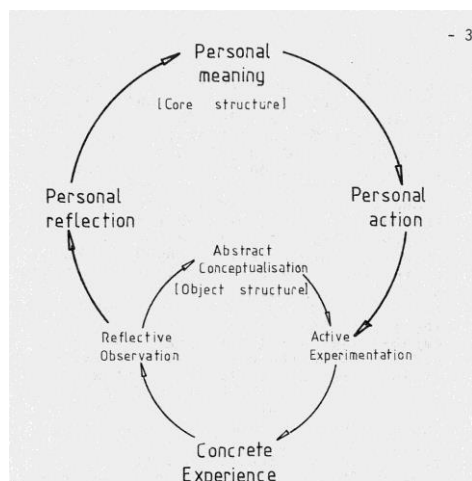 - 3
Personal
meaning
[Core structure]
Personal
reflection
Personal
action
Abstract
Conceptualisation
[Object structure]
Reflective
Observation
Active
Experimentation
Concrete
Experience